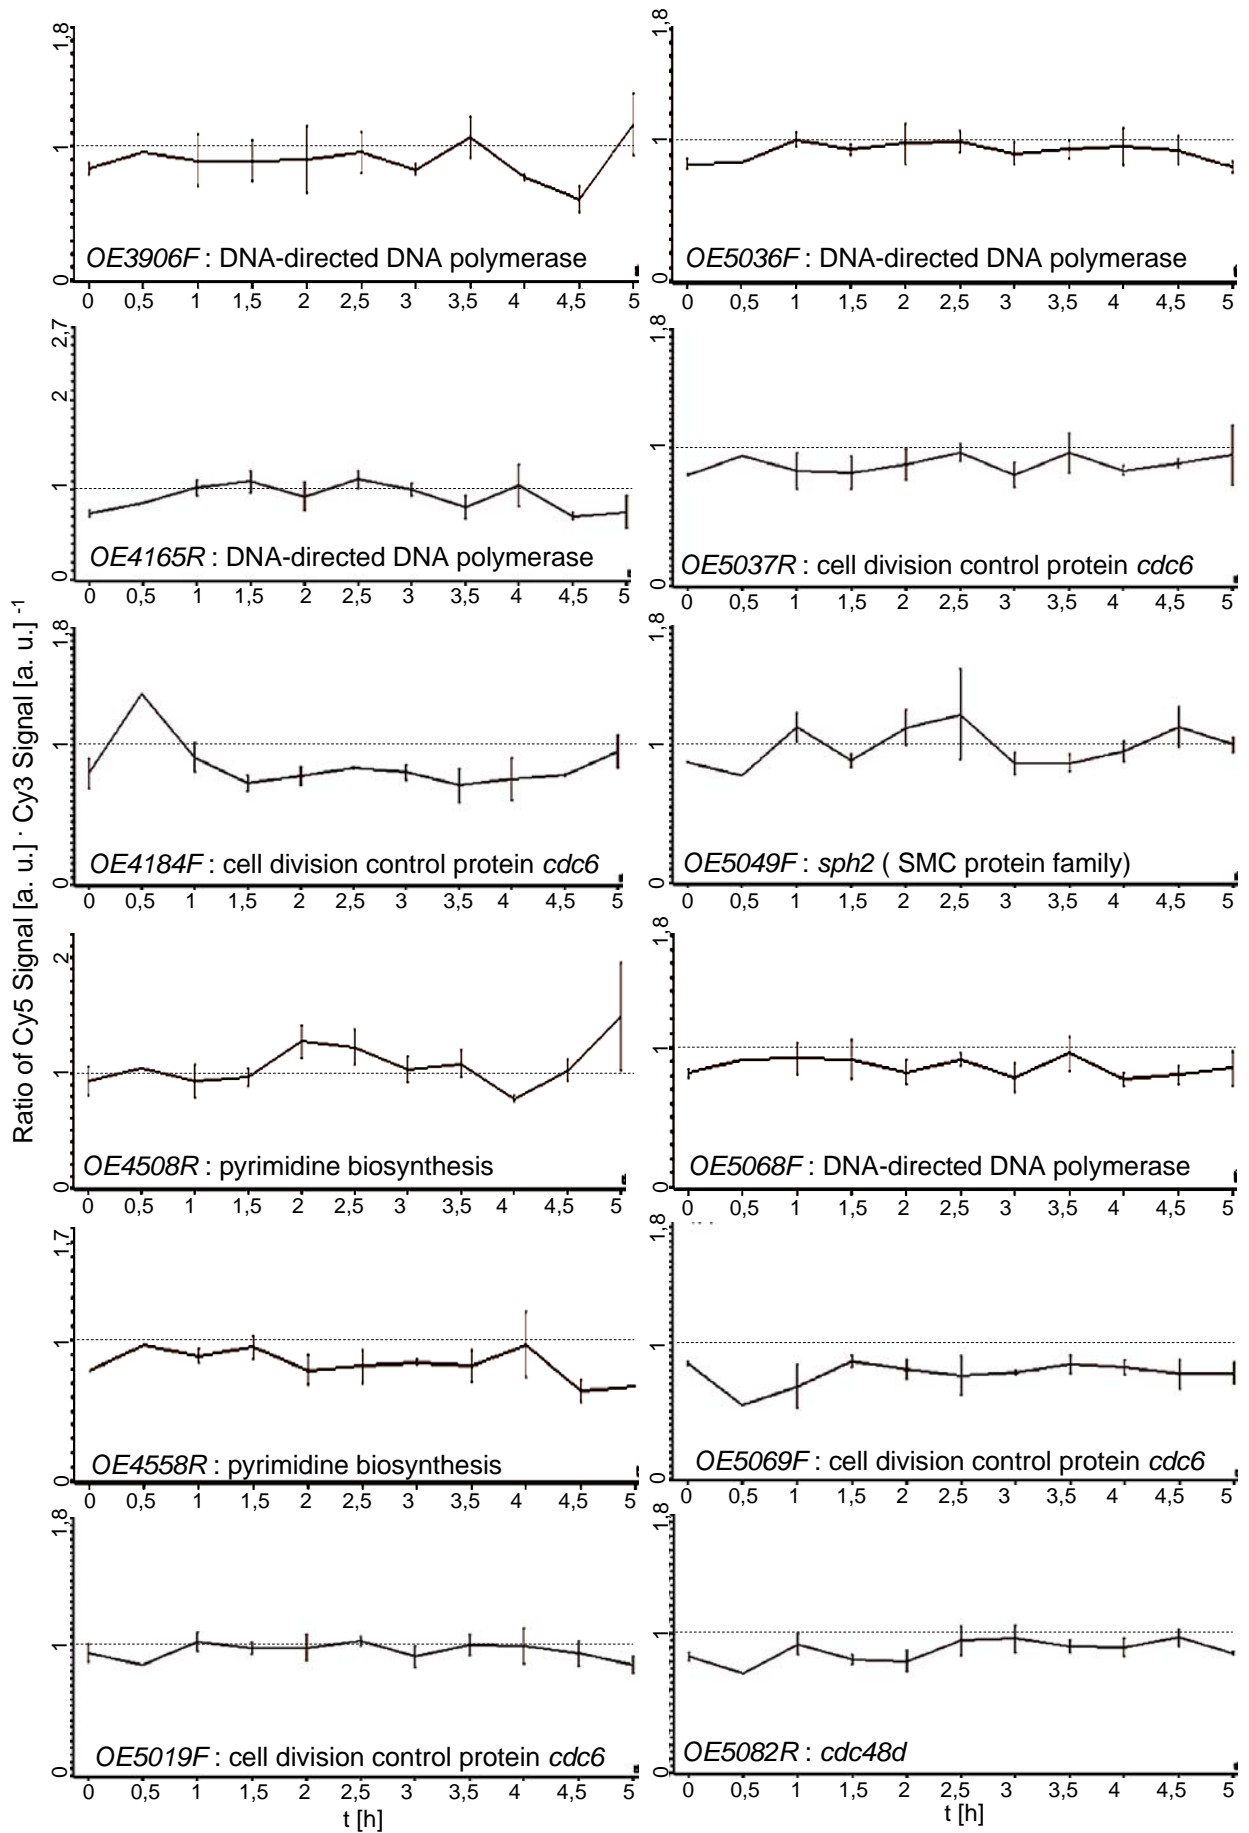 Ratio of Cy5 Signal [a. u.] · Cy3 Signal [a. u.]⁻¹
1,8
1
0
OE3906F : DNA-directed DNA polymerase
0 0,5 1 1,5 2 2,5 3 3,5 4 4,5 5
1,8
1
0
OE5036F : DNA-directed DNA polymerase
0 0,5 1 1,5 2 2,5 3 3,5 4 4,5 5
2,7
2
1
0
OE4165R : DNA-directed DNA polymerase
0 0,5 1 1,5 2 2,5 3 3,5 4 4,5 5
1,8
1
0
OE5037R : cell division control protein cdc6
0 0,5 1 1,5 2 2,5 3 3,5 4 4,5 5
1,8
1
0
OE4184F : cell division control protein cdc6
0 0,5 1 1,5 2 2,5 3 3,5 4 4,5 5
1,8
1
0
OE5049F : sph2 ( SMC protein family)
0 0,5 1 1,5 2 2,5 3 3,5 4 4,5 5
2
1
0
OE4508R : pyrimidine biosynthesis
0 0,5 1 1,5 2 2,5 3 3,5 4 4,5 5
1,8
1
0
OE5068F : DNA-directed DNA polymerase
0 0,5 1 1,5 2 2,5 3 3,5 4 4,5 5
1,7
1
0
OE4558R : pyrimidine biosynthesis
0 0,5 1 1,5 2 2,5 3 3,5 4 4,5 5
1,8
1
0
OE5069F : cell division control protein cdc6
0 0,5 1 1,5 2 2,5 3 3,5 4 4,5 5
1,8
1
0
OE5019F : cell division control protein cdc6
0 0,5 1 1,5 2 2,5 3 3,5 4 4,5 5
t [h]
1,8
1
0
OE5082R : cdc48d
0 0,5 1 1,5 2 2,5 3 3,5 4 4,5 5
t [h]